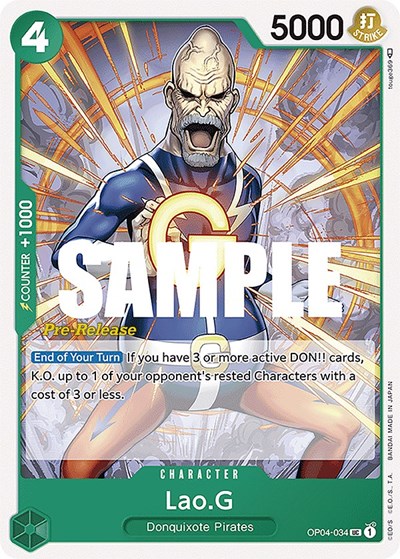 4
5000
打
STRIKE
fouge369
COUNTER +1000
G
SAMPLE
Pre-Release
G
End of Your Turn If you have 3 or more active DON!! cards,
K.O. up to 1 of your opponent's rested Characters with a
cost of 3 or less.
CHARACTER
Lao.G
Donquixote Pirates
OP04-034 UC 1
©E.O./S., T.A. BANDAI MADE IN JAPAN